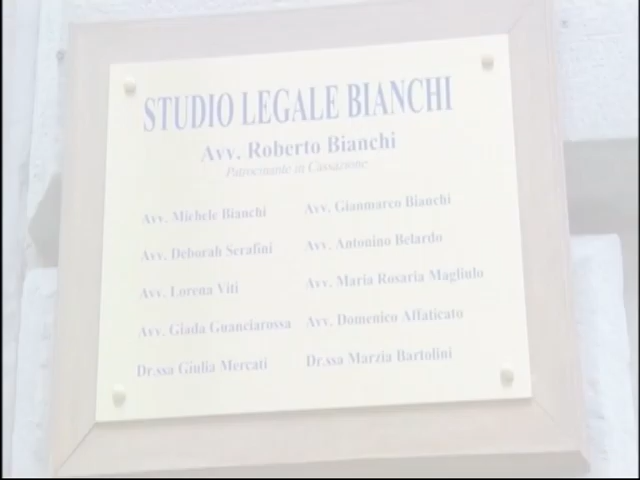 STUDIO LEGALE BIANCHI
Avv. Roberto Bianchi
Patrocinante in Cassazione
Avv. Michele Bianchi
Avv. Gianmarco Bianchi
Avv. Deborah Serafini
Avv. Antonino Belardo
Avv. Lorena Viti
Avv. Maria Rosaria Magliulo
Avv. Giada Guanciarossa
Avv. Domenico Affaticato
Dr.ssa Giulia Mercati
Dr.ssa Marzia Bartolini